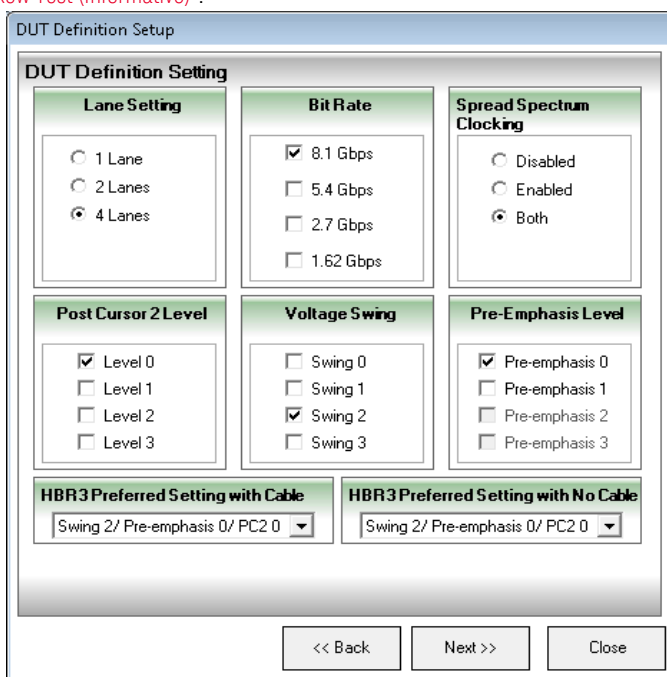 Row Test (Informative)".
DUT Definition Setup
DUT Definition Setting
Lane Setting
1 Lane
2 Lanes
4 Lanes
Bit Rate
8.1 Gbps
5.4 Gbps
2.7 Gbps
1.62 Gbps
Spread Spectrum
Clocking
Disabled
Enabled
Both
Post Cursor 2 Level
Level 0
Level 1
Level 2
Level 3
Voltage Swing
Swing 0
Swing 1
Swing 2
Swing 3
Pre-Emphasis Level
Pre-emphasis 0
Pre-emphasis 1
Pre-emphasis 2
Pre-emphasis 3
HBR3 Preferred Setting with Cable
Swing 2/ Pre-emphasis 0/ PC2 0
HBR3 Preferred Setting with No Cable
Swing 2/ Pre-emphasis 0/ PC2 0
<< Back
Next >>
Close